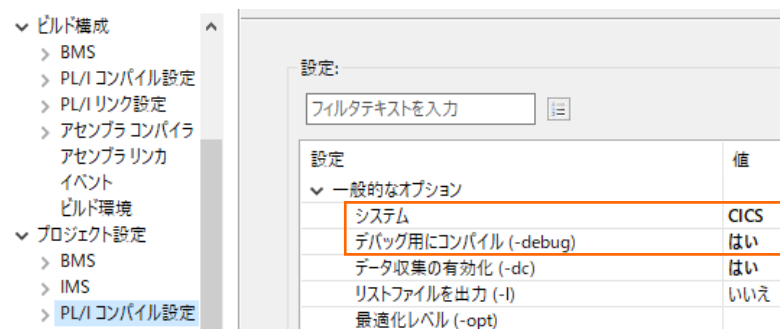 ビルド構成
BMS
PL/I コンパイル設定
PL/I リンク設定
アセンブラ コンパイラ
アセンブラ リンカ
イベント
ビルド環境
プロジェクト設定
BMS
IMS
PL/I コンパイル設定
設定:
フィルタテキストを入力
設定 値
一般的なオプション
システム CICS
デバッグ用にコンパイル (-debug) はい
データ収集の有効化 (-dc) はい
リストファイルを出力 (-l) いいえ
最適化レベル (-opt)